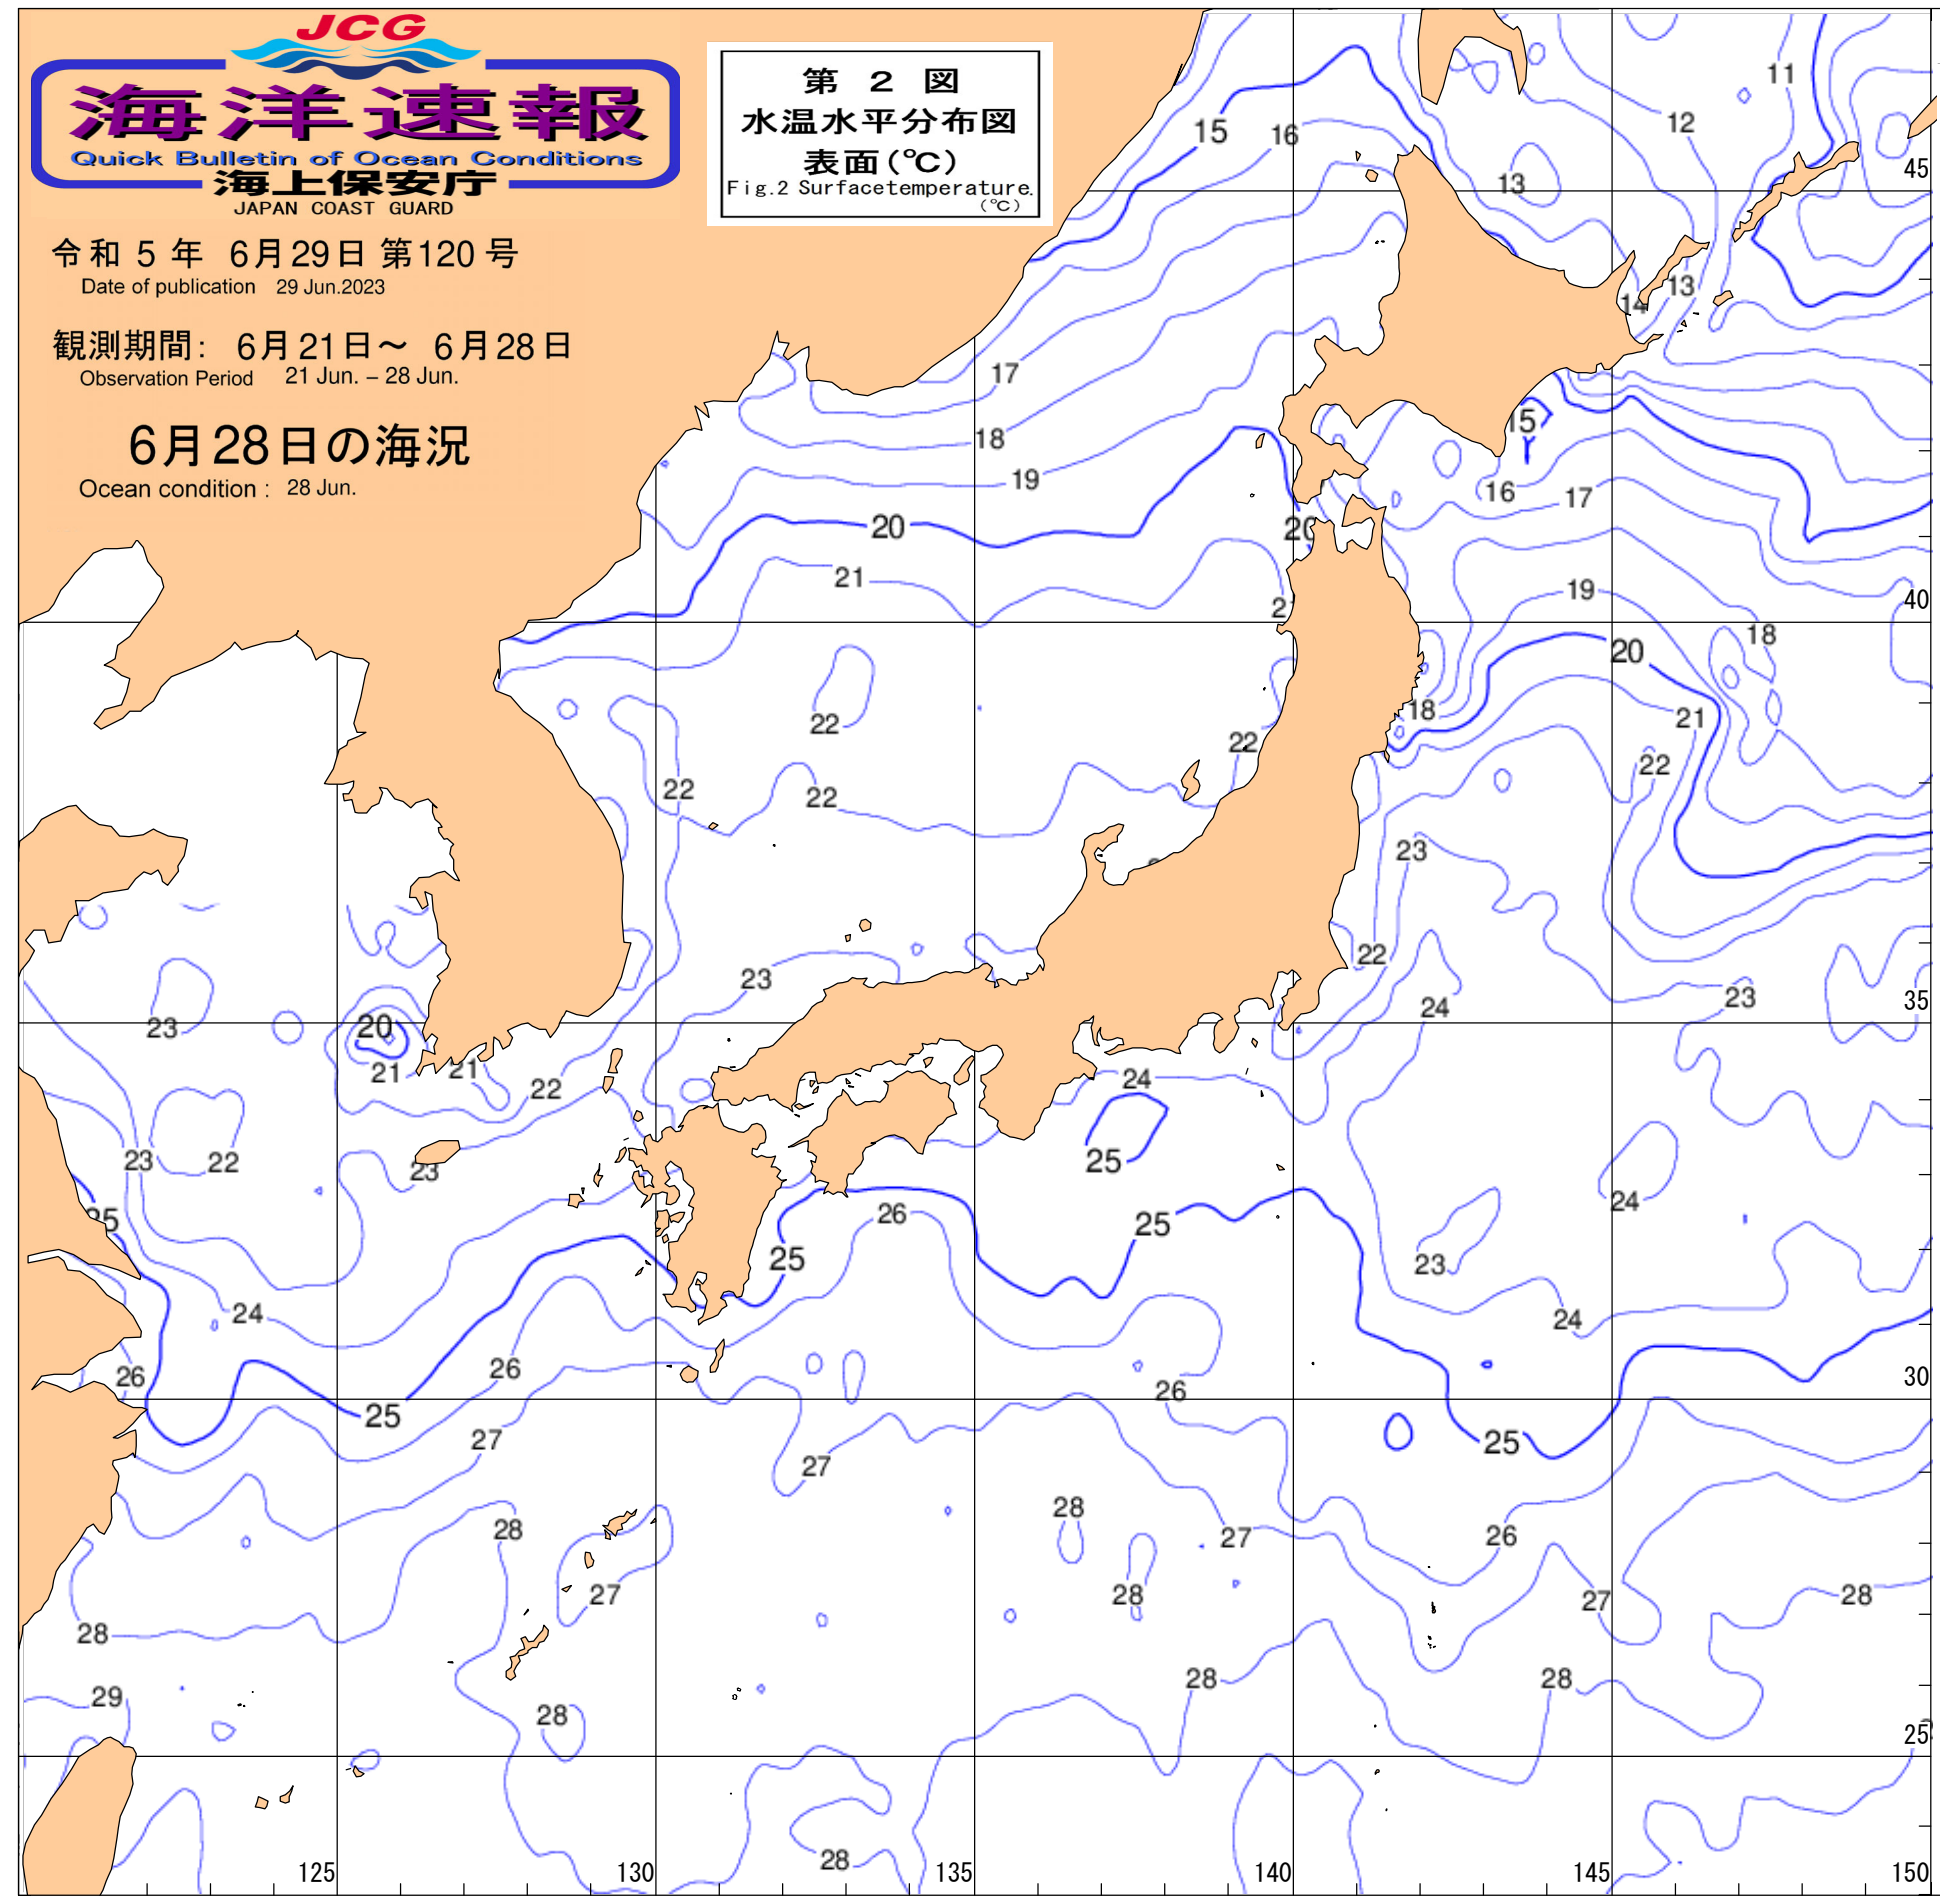 JCG
海洋速報
Quick Bulletin of Ocean Conditions
海上保安庁
JAPAN COAST GUARD
第 2 図
水温水平分布図
表面(℃)
Fig.2 Surfacetemperature.
(℃)
令和 5 年 6月29日 第120号
Date of publication 29 Jun.2023
観測期間: 6月21日～ 6月28日
Observation Period 21 Jun. – 28 Jun.
6月28日の海況
Ocean condition : 28 Jun.
11
12
15 16
13
45
13
14
17
15
18
19
16 17
20 20
21
19
40
18
20
22 18 21
22
22 22 22
23
22
23
24 23
35
23 20
21 21 22
24
25
23 22 23
24
25 26 25
25 23
24 24
26 26 26
30
25 25
27 27
28 28 27 26
27 28 27 28
28
29 28 28
28
25
28
125 130 135 140 145 150